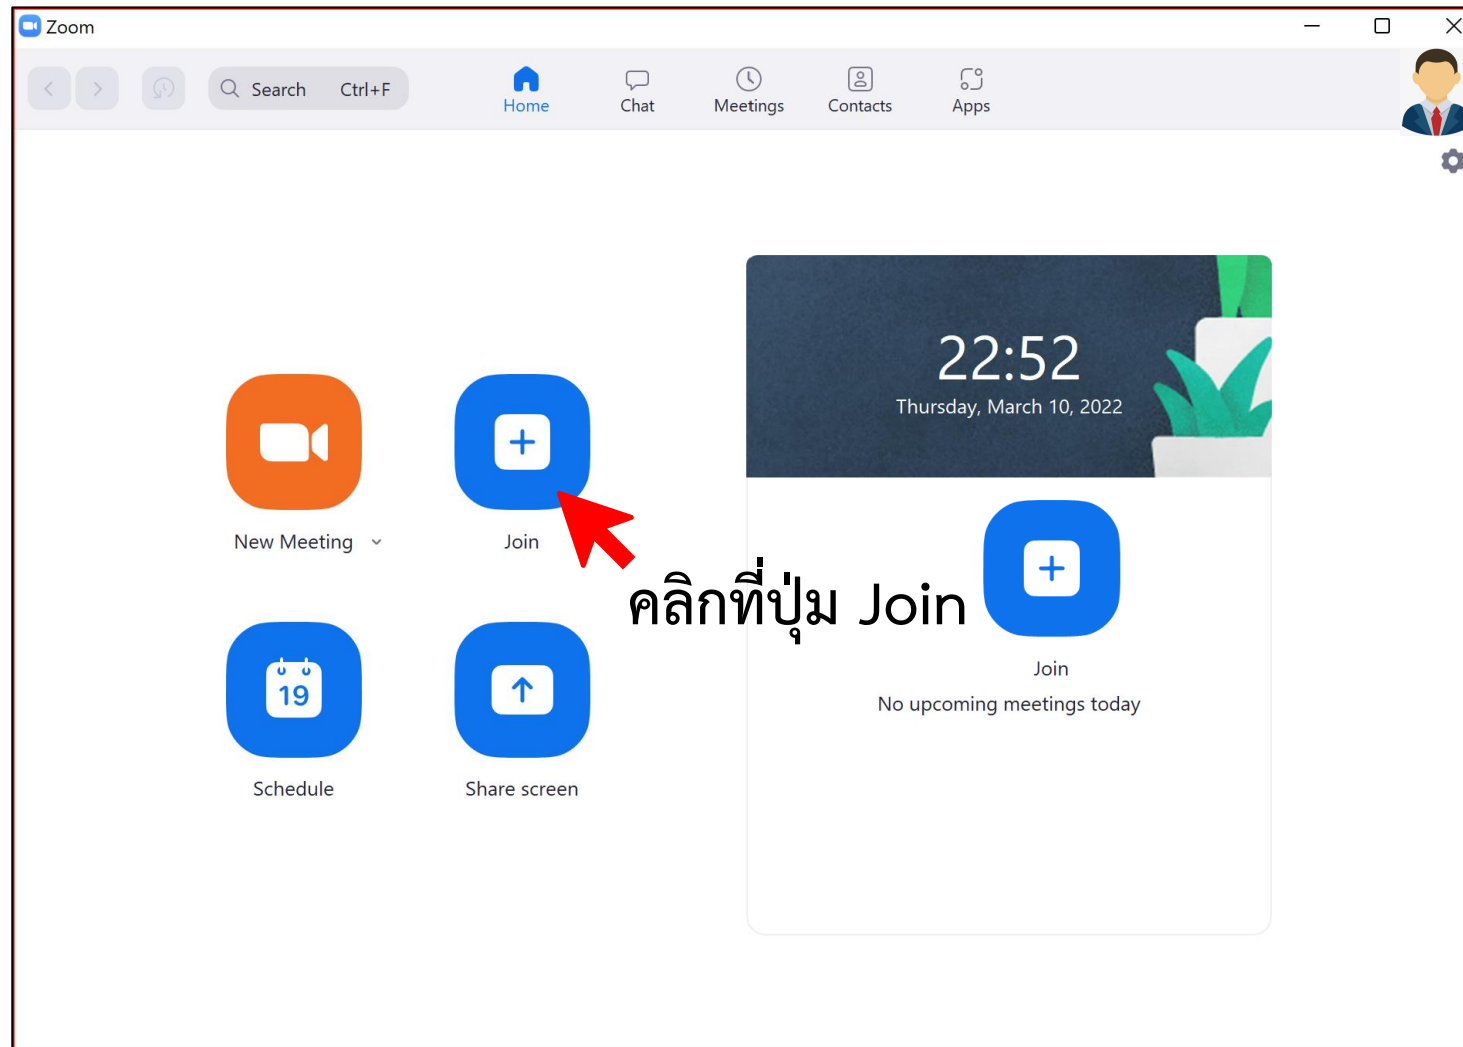 Zoom
Search Ctrl+F
Home
Chat
Meetings
Contacts
Apps
22:52
Thursday, March 10, 2022
New Meeting
Join
คลิกที่ปุ่ม Join
Join
No upcoming meetings today
19
Schedule
Share screen